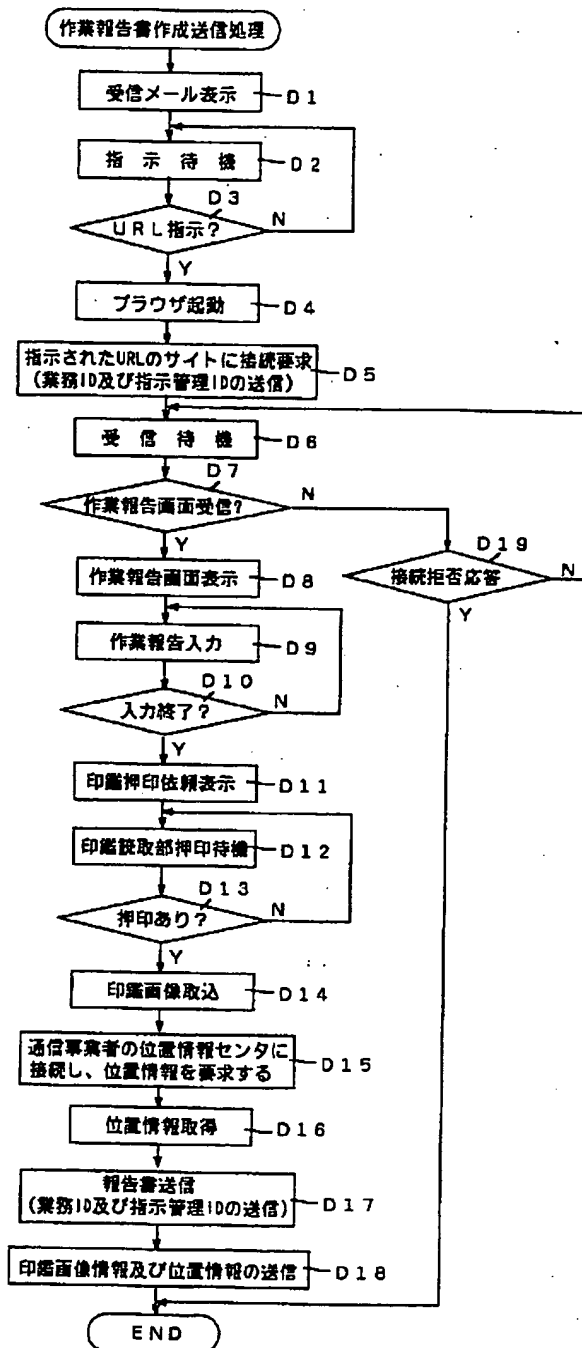 作業報告書作成送信処理
受信メール表示 D1
指示待機 D2
D3
URL指示? N
Y
ブラウザ起動 D4
指示されたURLのサイトに接続要求
(業務ID及び指示管理IDの送信) D5
受信待機 D6
D7
作業報告画面受信? N
Y
D19
接続拒否応答 N
Y
作業報告画面表示 D8
作業報告入力 D9
D10
入力終了? N
Y
印鑑押印依頼表示 D11
印鑑読取部押印待機 D12
D13
押印あり? N
Y
印鑑画像取込 D14
通信事業者の位置情報センタに
接続し、位置情報を要求する D15
位置情報取得 D16
報告書送信
(業務ID及び指示管理IDの送信) D17
印鑑画像情報及び位置情報の送信 D18
END